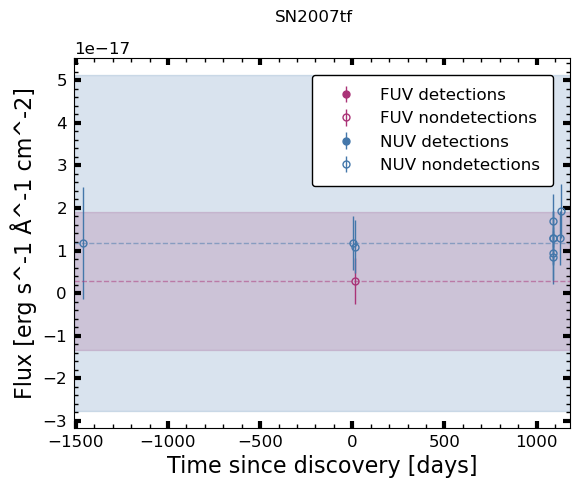 SN2007tf
1e−17
FUV detections
FUV nondetections
NUV detections
NUV nondetections
5
4
3
2
1
0
−1
−2
−3
Flux [erg s^-1 Å^-1 cm^-2]
−1500 −1000 −500 0 500 1000
Time since discovery [days]